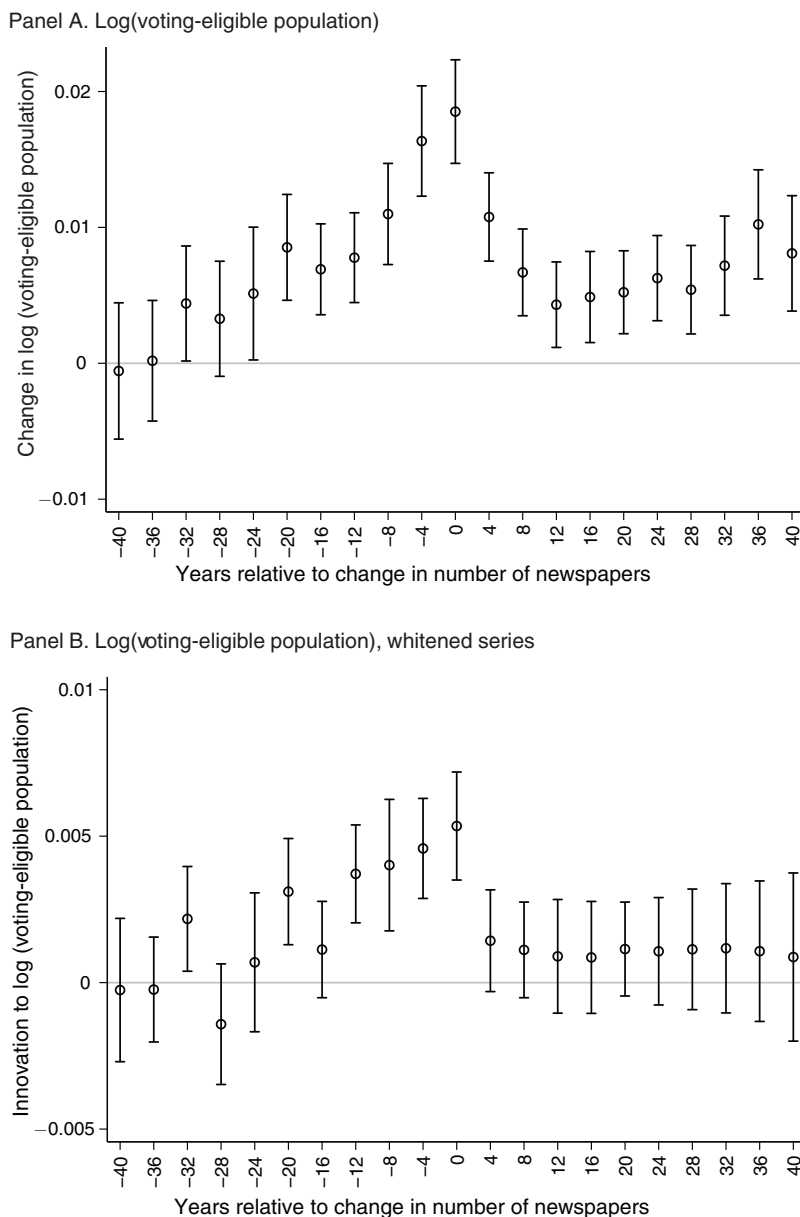 Panel A. Log(voting-eligible population)
Change in log (voting-eligible population)
0.02
0.01
0
−0.01
−40 −36 −32 −28 −24 −20 −16 −12 −8 −4 0 4 8 12 16 20 24 28 32 36 40
Years relative to change in number of newspapers
Panel B. Log(voting-eligible population), whitened series
Innovation to log (voting-eligible population)
0.01
0.005
0
−0.005
−40 −36 −32 −28 −24 −20 −16 −12 −8 −4 0 4 8 12 16 20 24 28 32 36 40
Years relative to change in number of newspapers